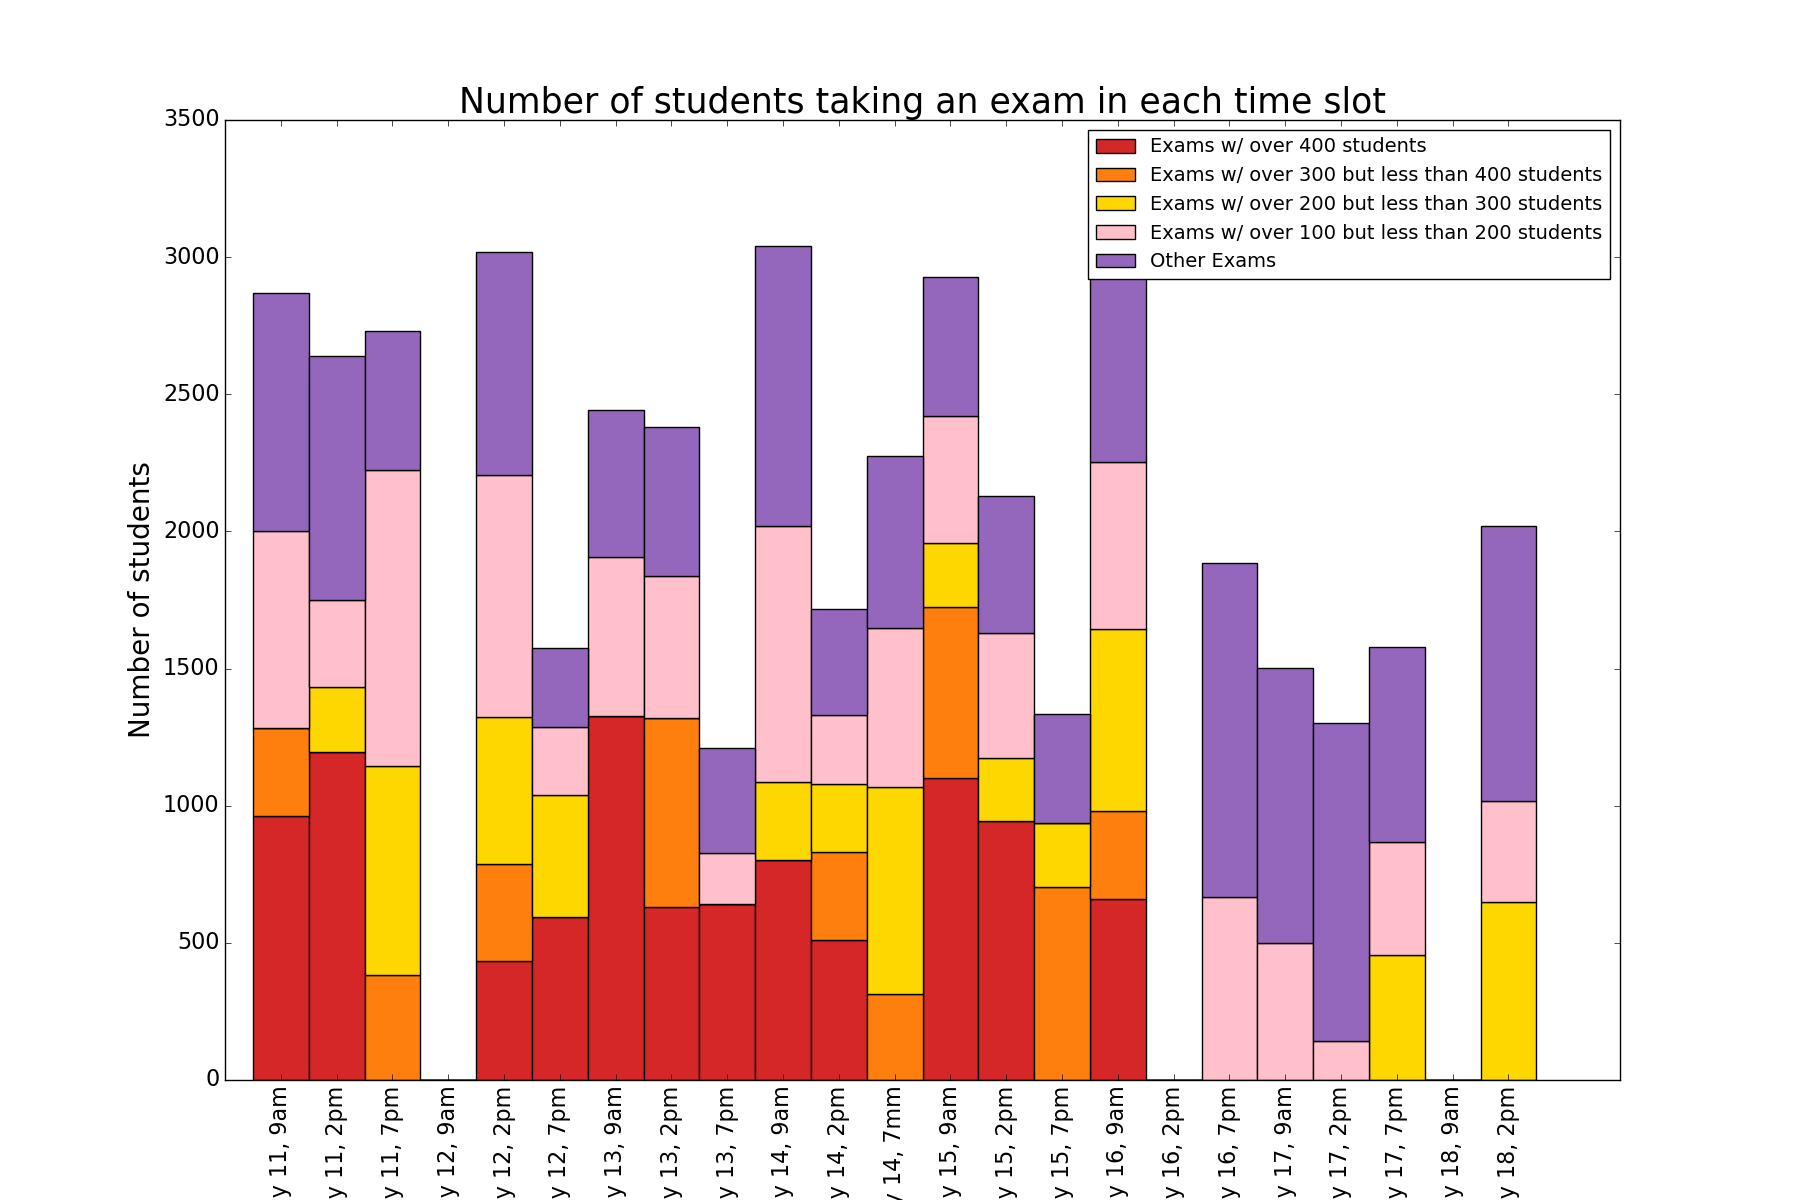 Number of students taking an exam in each time slot
Exams w/ over 400 students
Exams w/ over 300 but less than 400 students
Exams w/ over 200 but less than 300 students
Exams w/ over 100 but less than 200 students
Other Exams
Number of students
3500
3000
2500
2000
1500
1000
500
0
y 11, 9am
y 11, 2pm
y 11, 7pm
y 12, 9am
y 12, 2pm
y 12, 7pm
y 13, 9am
y 13, 2pm
y 13, 7pm
y 14, 9am
y 14, 2pm
y 14, 7mm
y 15, 9am
y 15, 2pm
y 15, 7pm
y 16, 9am
y 16, 2pm
y 16, 7pm
y 17, 9am
y 17, 2pm
y 17, 7pm
y 18, 9am
y 18, 2pm